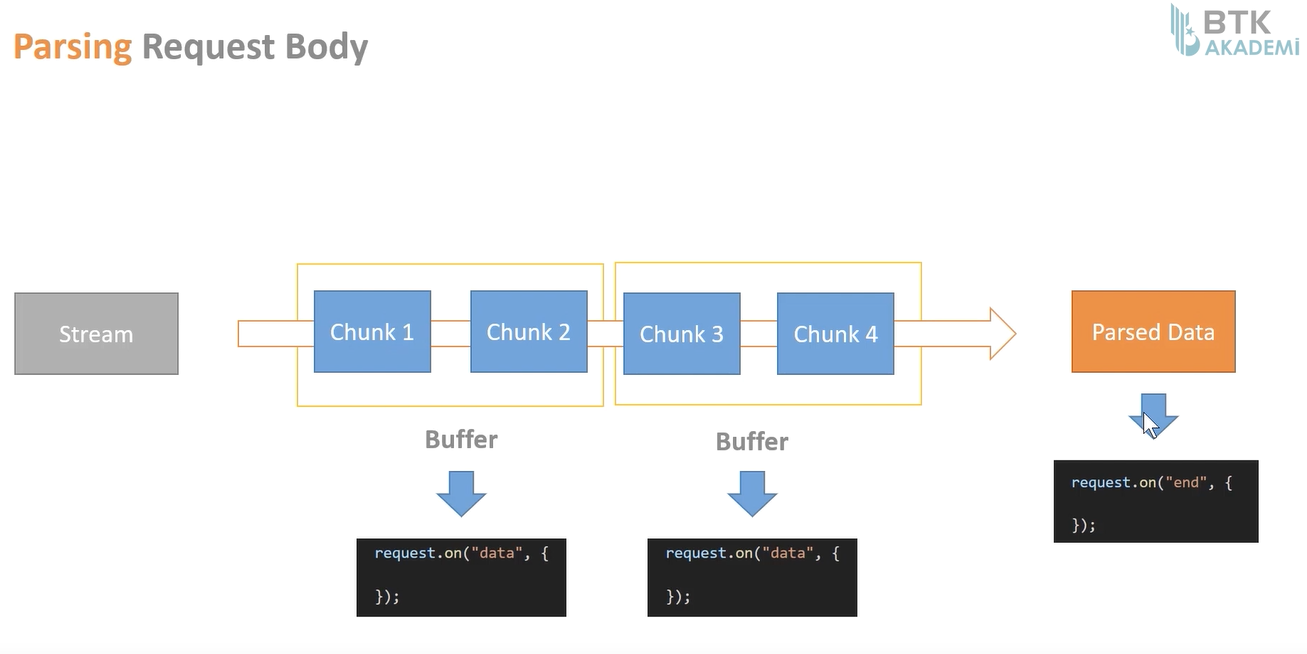 Parsing Request Body
BTK
AKADEMİ
Stream
Chunk 1
Chunk 2
Chunk 3
Chunk 4
Parsed Data
Buffer
Buffer
request.on("data", {
});
request.on("data", {
});
request.on("end", {
});